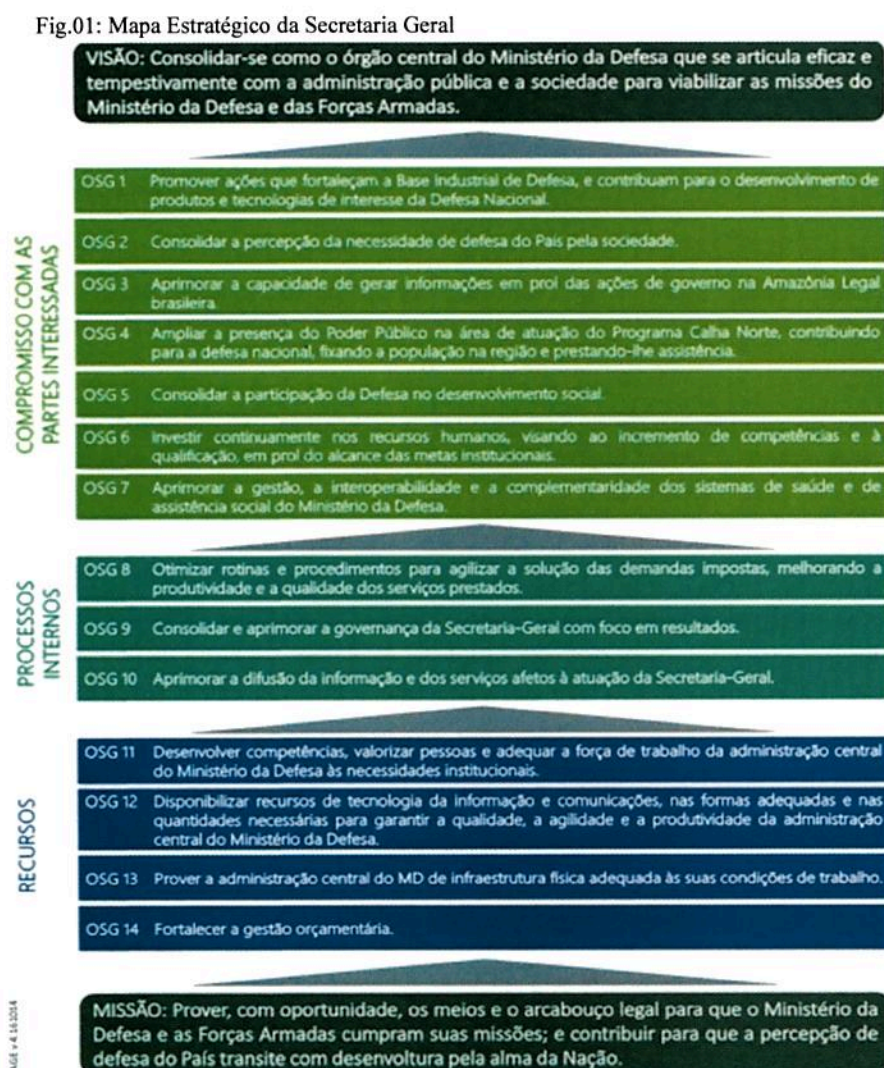 Fig.01: Mapa Estratégico da Secretaria Geral
VISÃO: Consolidar-se como o órgão central do Ministério da Defesa que se articula eficaz e
tempestivamente com a administração pública e a sociedade para viabilizar as missões do
Ministério da Defesa e das Forças Armadas.
COMPROMISSO COM AS
PARTES INTERESSADAS
OSG 1 Promover ações que fortaleçam a Base Industrial de Defesa, e contribuam para o desenvolvimento de
produtos e tecnologias de interesse da Defesa Nacional.
OSG 2 Consolidar a percepção da necessidade de defesa do País pela sociedade.
OSG 3 Aprimorar a capacidade de gerar informações em prol das ações de governo na Amazônia Legal
brasileira.
OSG 4 Ampliar a presença do Poder Público na área de atuação do Programa Calha Norte, contribuindo
para a defesa nacional, fixando a população na região e prestando-lhe assistência.
OSG 5 Consolidar a participação da Defesa no desenvolvimento social.
OSG 6 Investir continuamente nos recursos humanos, visando ao incremento de competências e à
qualificação, em prol do alcance das metas institucionais.
OSG 7 Aprimorar a gestão, a interoperabilidade e a complementaridade dos sistemas de saúde e de
assistência social do Ministério da Defesa.
PROCESSOS
INTERNOS
OSG 8 Otimizar rotinas e procedimentos para agilizar a solução das demandas impostas, melhorando a
produtividade e a qualidade dos serviços prestados.
OSG 9 Consolidar e aprimorar a governança da Secretaria-Geral com foco em resultados.
OSG 10 Aprimorar a difusão da informação e dos serviços afetos à atuação da Secretaria-Geral.
RECURSOS
OSG 11 Desenvolver competências, valorizar pessoas e adequar a força de trabalho da administração central
do Ministério da Defesa às necessidades institucionais.
OSG 12 Disponibilizar recursos de tecnologia da informação e comunicações, nas formas adequadas e nas
quantidades necessárias para garantir a qualidade, a agilidade e a produtividade da administração
central do Ministério da Defesa.
OSG 13 Prover a administração central do MD de infraestrutura física adequada às suas condições de trabalho.
OSG 14 Fortalecer a gestão orçamentária.
MISSÃO: Prover, com oportunidade, os meios e o arcabouço legal para que o Ministério da
Defesa e as Forças Armadas cumpram suas missões; e contribuir para que a percepção de
defesa do País transite com desenvoltura pela alma da Nação.